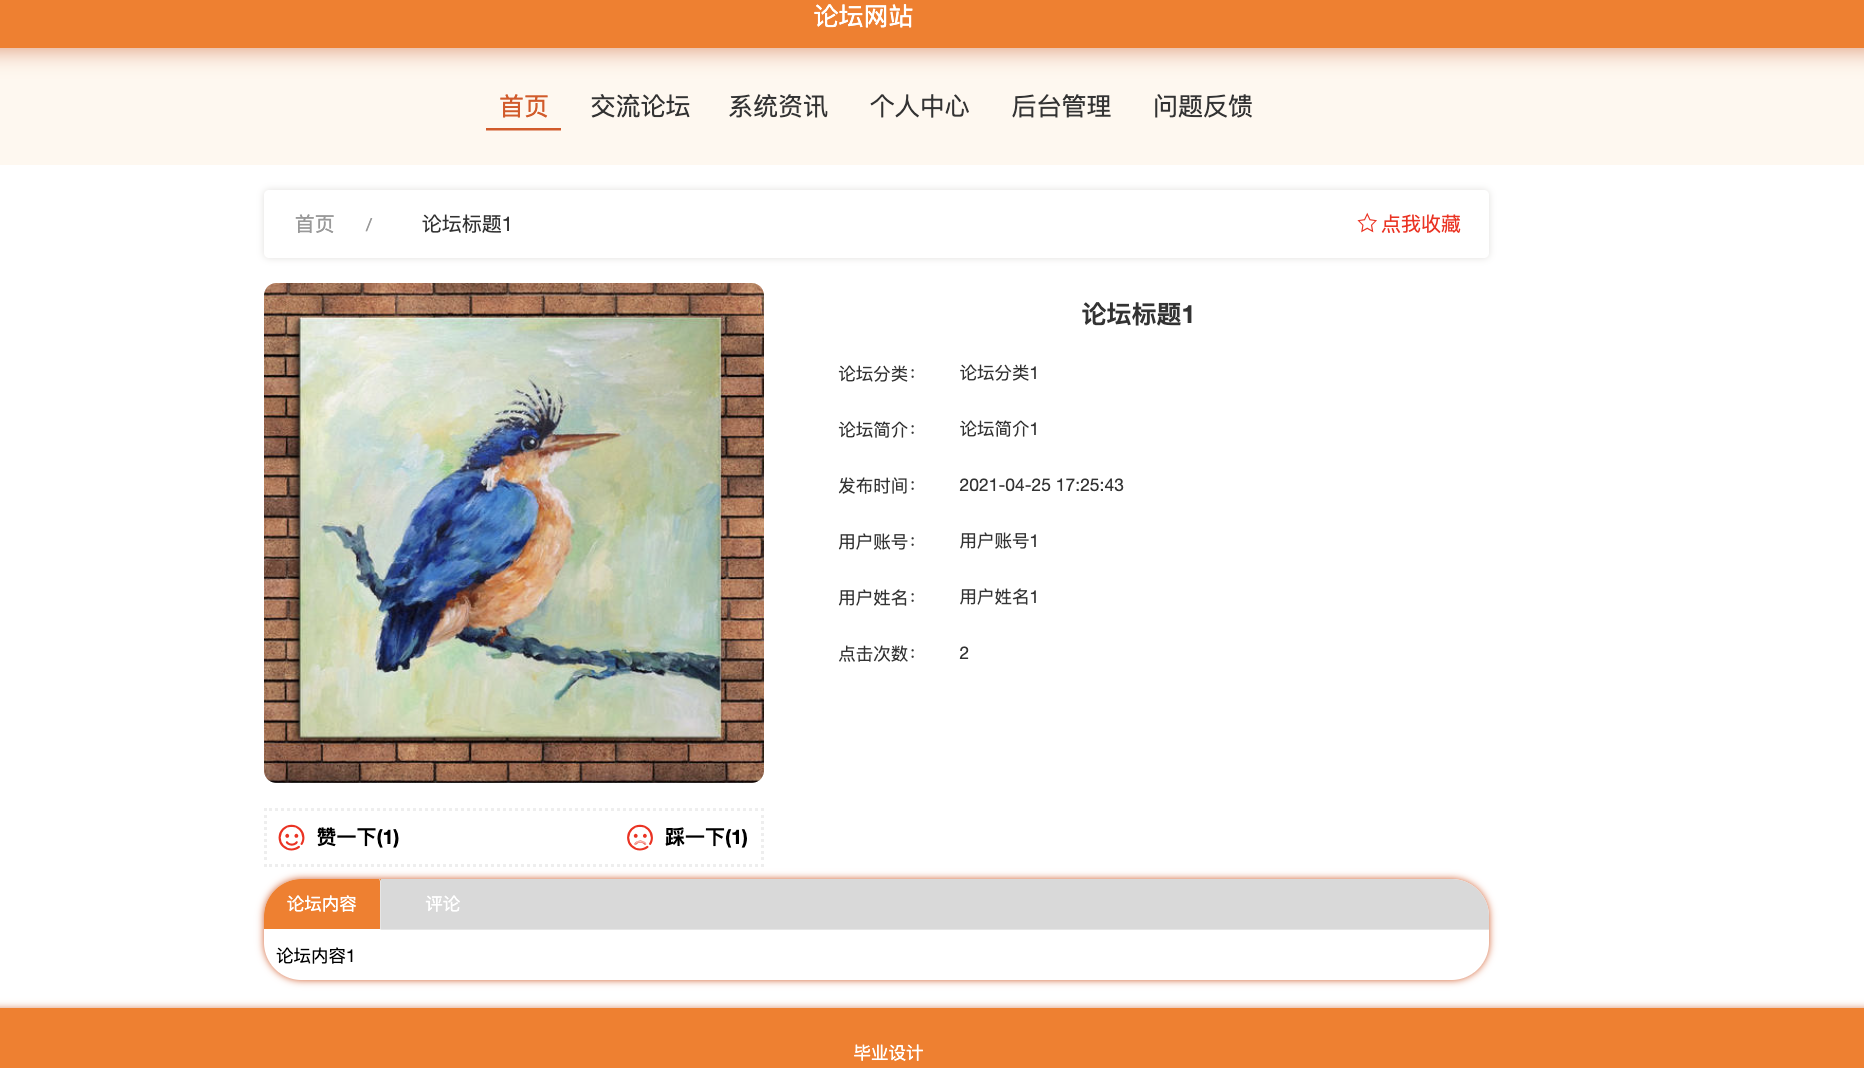 论坛网站
首页 交流论坛 系统资讯 个人中心 后台管理 问题反馈
首页 / 论坛标题1 点我收藏
论坛标题1
论坛分类： 论坛分类1
论坛简介： 论坛简介1
发布时间： 2021-04-25 17:25:43
用户账号： 用户账号1
用户姓名： 用户姓名1
点击次数： 2
赞一下(1) 踩一下(1)
论坛内容 评论
论坛内容1
毕业设计